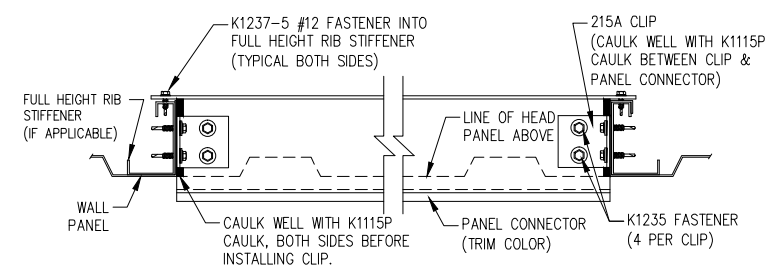 K1237-5 #12 FASTENER INTO
FULL HEIGHT RIB STIFFENER
(TYPICAL BOTH SIDES)
215A CLIP
(CAULK WELL WITH K1115P
CAULK BETWEEN CLIP &
PANEL CONNECTOR)
FULL HEIGHT RIB
STIFFENER
(IF APPLICABLE)
LINE OF HEAD
PANEL ABOVE
WALL
PANEL
CAULK WELL WITH K1115P
CAULK, BOTH SIDES BEFORE
INSTALLING CLIP.
PANEL CONNECTOR
(TRIM COLOR)
K1235 FASTENER
(4 PER CLIP)